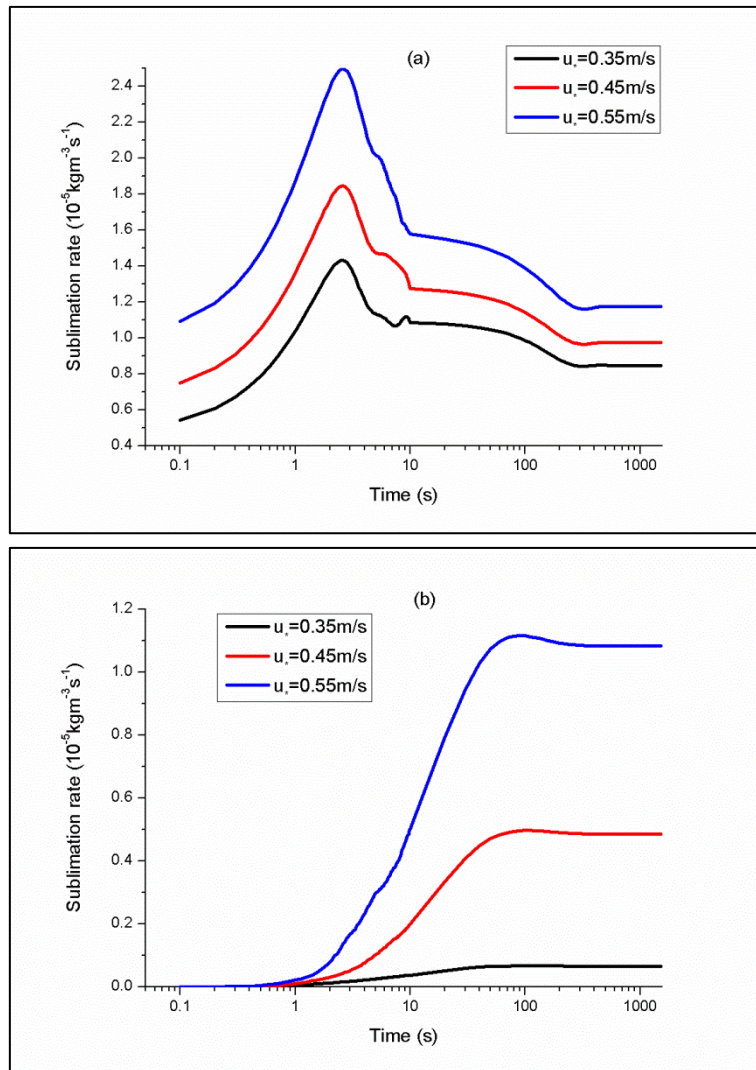 (a)
u*=0.35m/s
u*=0.45m/s
u*=0.55m/s
Sublimation rate (10⁻⁵kgm⁻³s⁻¹)
2.4
2.2
2.0
1.8
1.6
1.4
1.2
1.0
0.8
0.6
0.4
0.1 1 10 100 1000
Time (s)
(b)
u*=0.35m/s
u*=0.45m/s
u*=0.55m/s
Sublimation rate (10⁻⁵kgm⁻³s⁻¹)
1.2
1.0
0.8
0.6
0.4
0.2
0.0
0.1 1 10 100 1000
Time (s)